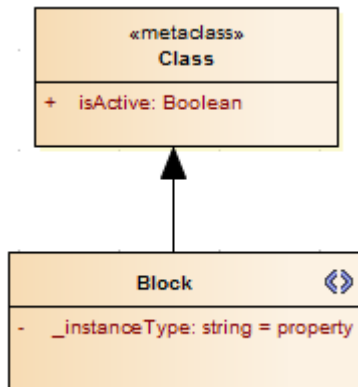 «metaclass»
Class
+ isActive: Boolean
Block
- _instanceType: string = property